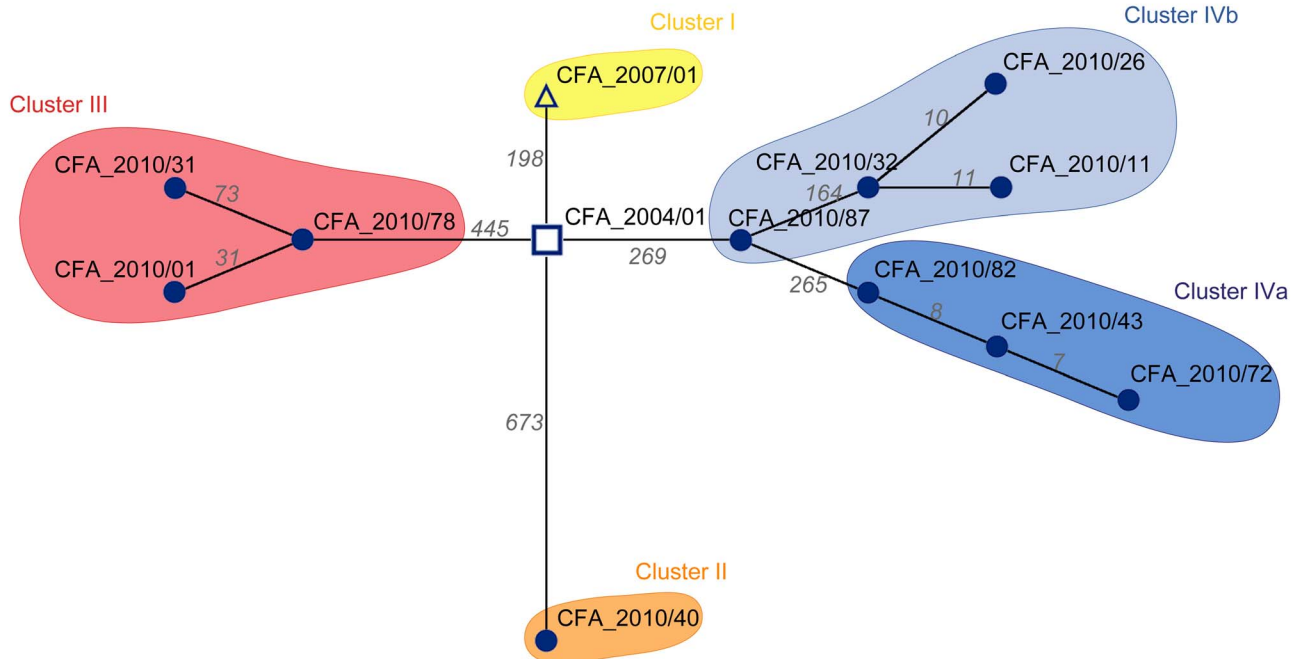 Cluster I
Cluster IVb
CFA_2007/01
CFA_2010/26
Cluster III
10
CFA_2010/31
198
CFA_2010/32
CFA_2010/11
73
164
11
CFA_2010/78
445
CFA_2004/01
CFA_2010/87
CFA_2010/01
31
269
265
CFA_2010/82
Cluster IVa
8
CFA_2010/43
7
CFA_2010/72
673
Cluster II
CFA_2010/40